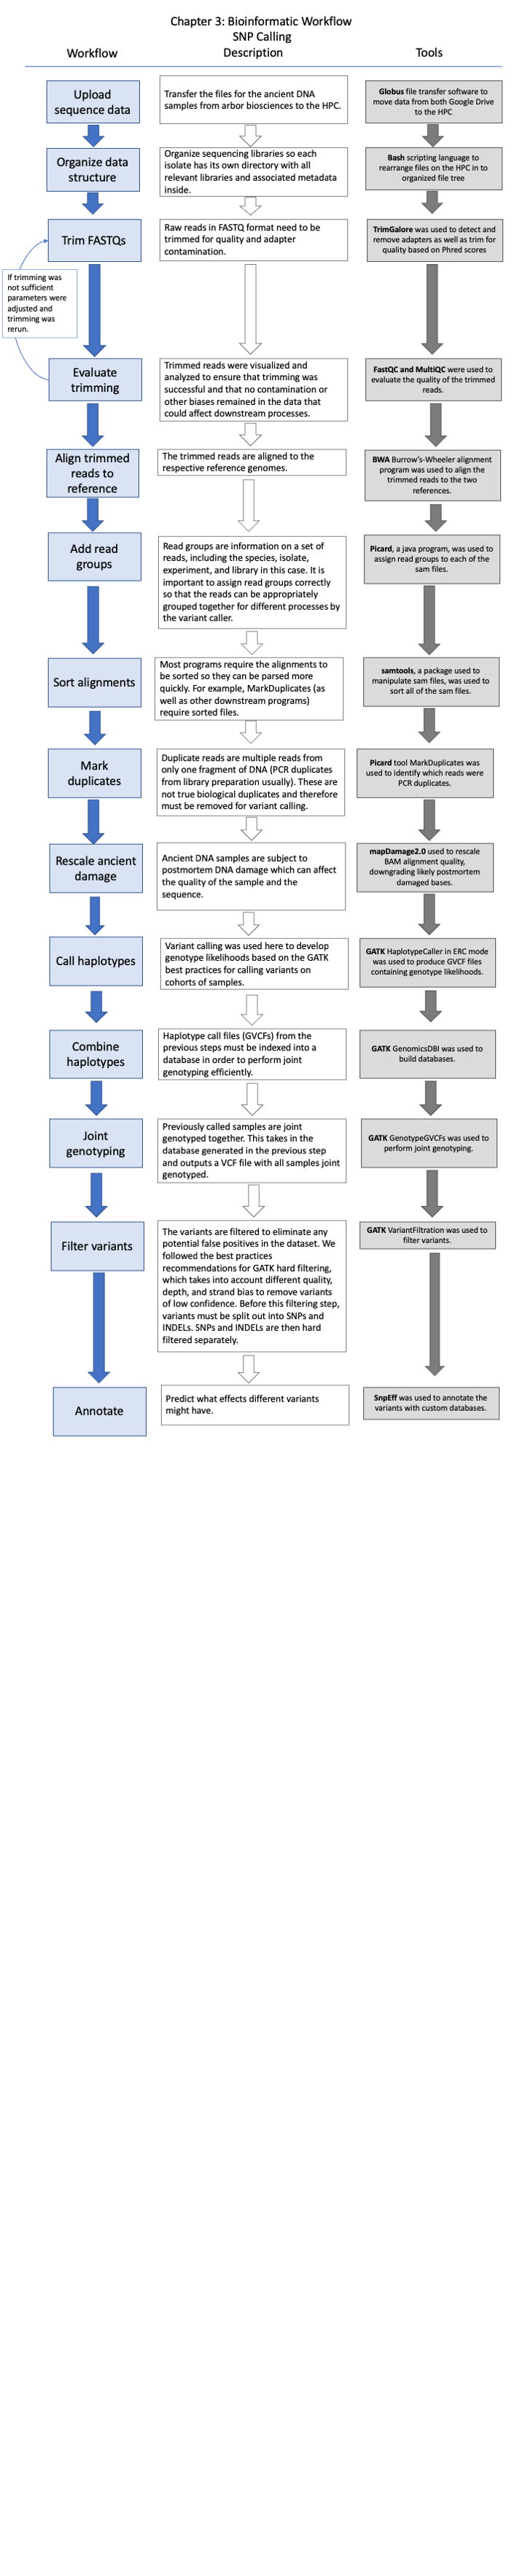 Chapter 3: Bioinformatic Workflow
SNP Calling
Workflow
Description
Tools
Upload
sequence data
Transfer the files for the ancient DNA
samples from arbor biosciences to the HPC.
Globus file transfer software to
move data from both Google Drive
to the HPC
Organize data
structure
Organize sequencing libraries so each
isolate has its own directory with all
relevant libraries and associated metadata
inside.
Bash scripting language to
rearrange files on the HPC in to
organized file tree
Trim FASTQs
Raw reads in FASTQ format need to be
trimmed for quality and adapter
contamination.
TrimGalore was used to detect and
remove adapters as well as trim for
quality based on Phred scores
If trimming was
not sufficient
parameters were
adjusted and
trimming was
rerun.
Evaluate
trimming
Trimmed reads were visualized and
analyzed to ensure that trimming was
successful and that no contamination or
other biases remained in the data that
could affect downstream processes.
FastQC and MultiQC were used to
evaluate the quality of the trimmed
reads.
Align trimmed
reads to
reference
The trimmed reads are aligned to the
respective reference genomes.
BWA Burrow's-Wheeler alignment
program was used to align the
trimmed reads to the two
references.
Add read
groups
Read groups are information on a set of
reads, including the species, isolate,
experiment, and library in this case. It is
important to assign read groups correctly
so that the reads can be appropriately
grouped together for different processes by
the variant caller.
Picard, a java program, was used to
assign read groups to each of the
sam files.
Sort alignments
Most programs require the alignments to
be sorted so they can be parsed more
quickly. For example, MarkDuplicates (as
well as other downstream programs)
require sorted files.
samtools, a package used to
manipulate sam files, was used to
sort all of the sam files.
Mark
duplicates
Duplicate reads are multiple reads from
only one fragment of DNA (PCR duplicates
from library preparation usually). These are
not true biological duplicates and therefore
must be removed for variant calling.
Picard tool MarkDuplicates was
used to identify which reads were
PCR duplicates.
Rescale ancient
damage
Ancient DNA samples are subject to
postmortem DNA damage which can affect
the quality of the sample and the
sequence.
mapDamage2.0 used to rescale
BAM alignment quality,
downgrading likely postmortem
damaged bases.
Call haplotypes
Variant calling was used here to develop
genotype likelihoods based on the GATK
best practices for calling variants on
cohorts of samples.
GATK HaplotypeCaller in ERC mode
was used to produce GVCF files
containing genotype likelihoods.
Combine
haplotypes
Haplotype call files (GVCFs) from the
previous steps must be indexed into a
database in order to perform joint
genotyping efficiently.
GATK GenomicsDBI was used to
build databases.
Joint
genotyping
Previously called samples are joint
genotyped together. This takes in the
database generated in the previous step
and outputs a VCF file with all samples joint
genotyped.
GATK GenotypeGVCFs was used to
perform joint genotyping.
Filter variants
The variants are filtered to eliminate any
potential false positives in the dataset. We
followed the best practices
recommendations for GATK hard filtering,
which takes into account different quality,
depth, and strand bias to remove variants
of low confidence. Before this filtering step,
variants must be split out into SNPs and
INDELs. SNPs and INDELs are then hard
filtered separately.
GATK VariantFiltration was used to
filter variants.
Annotate
Predict what effects different variants
might have.
SnpEff was used to annotate the
variants with custom databases.